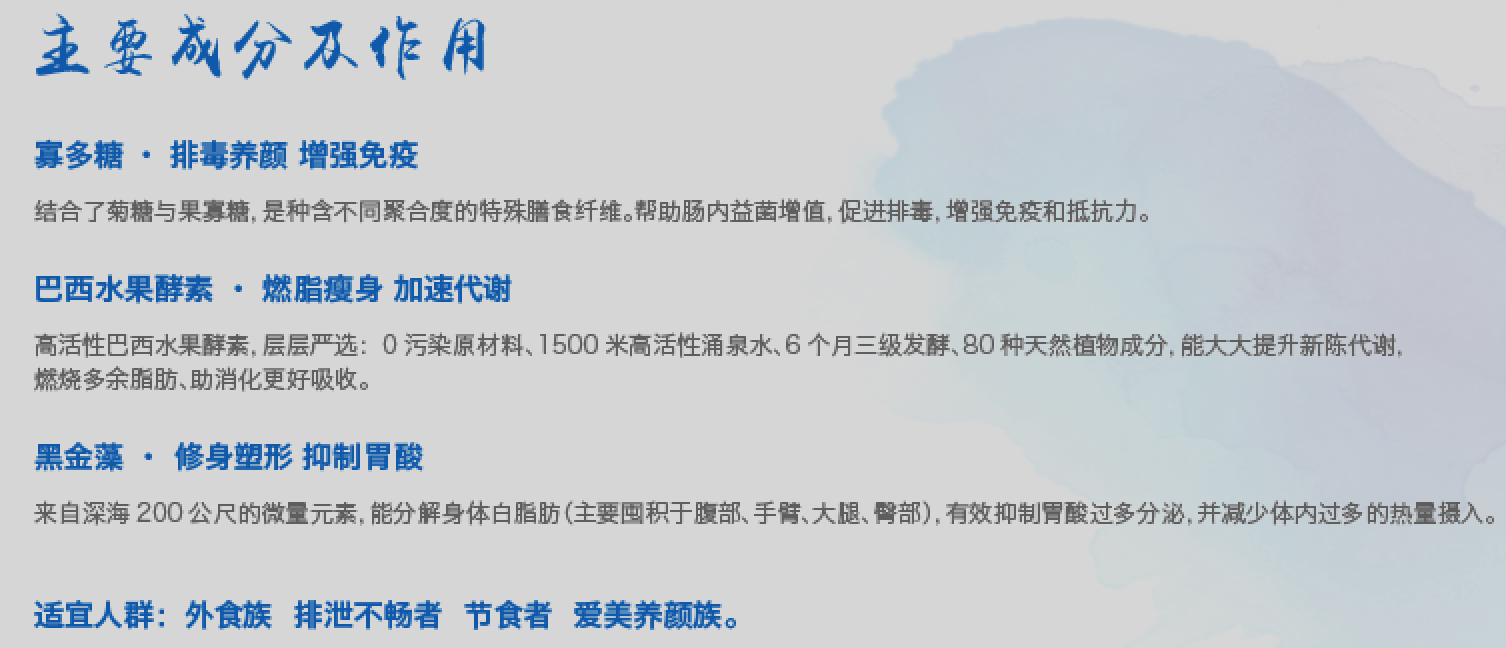 主要成分及作用
寡多糖 · 排毒养颜 增强免疫
结合了菊糖与果寡糖, 是种含不同聚合度的特殊膳食纤维。帮助肠内益菌增值, 促进排毒, 增强免疫和抵抗力。
巴西水果酵素 · 燃脂瘦身 加速代谢
高活性巴西水果酵素, 层层严选: 0 污染原材料、1500 米高活性涌泉水、6 个月三级发酵、80 种天然植物成分, 能大大提升新陈代谢,
燃烧多余脂肪、助消化更好吸收。
黑金藻 · 修身塑形 抑制胃酸
来自深海 200 公尺的微量元素, 能分解身体白脂肪 (主要囤积于腹部、手臂、大腿、臀部), 有效抑制胃酸过多分泌, 并减少体内过多的热量摄入。
适宜人群: 外食族 排泄不畅者 节食者 爱美养颜族。